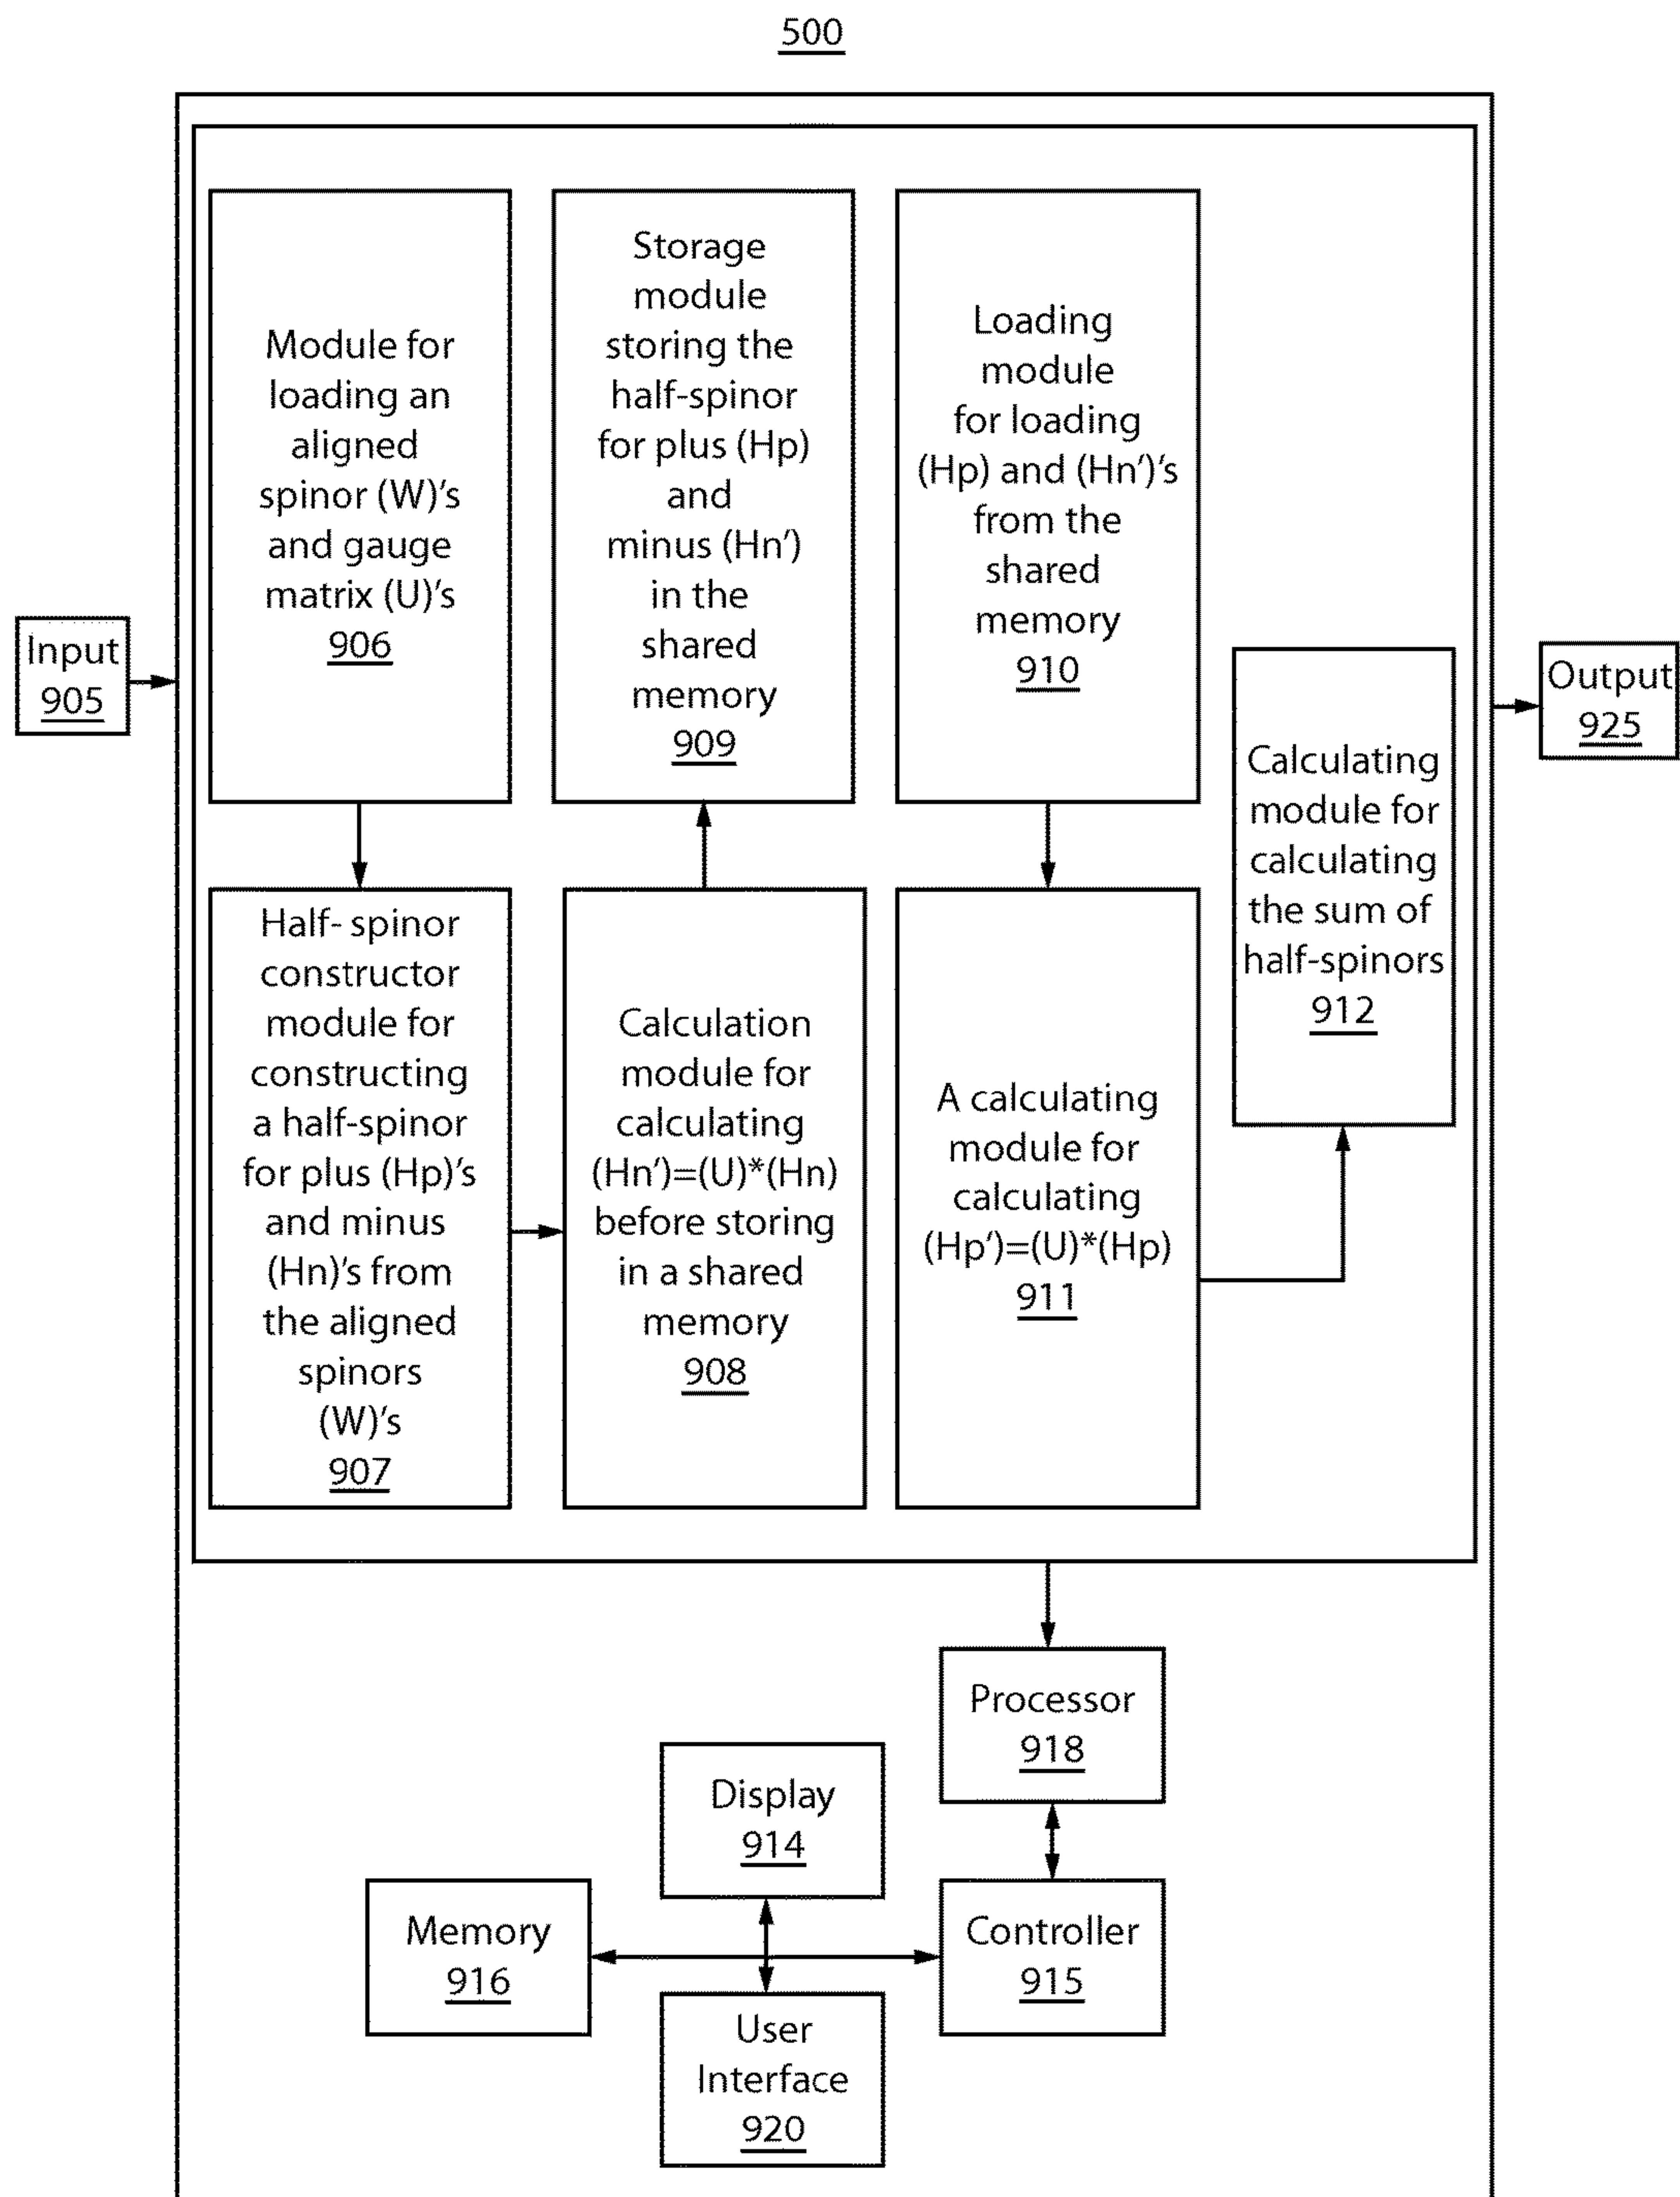 500
Input
905
Module for
loading an
aligned
spinor (W)'s
and gauge
matrix (U)'s
906
Storage
module
storing the
half-spinor
for plus (Hp)
and
minus (Hn')
in the
shared
memory
909
Loading
module
for loading
(Hp) and (Hn')'s
from the
shared
memory
910
Half- spinor
constructor
module for
constructing
a half-spinor
for plus (Hp)'s
and minus
(Hn)'s from
the aligned
spinors
(W)'s
907
Calculation
module for
calculating
(Hn')=(U)*(Hn)
before storing
in a shared
memory
908
A calculating
module for
calculating
(Hp')=(U)*(Hp)
911
Calculating
module for
calculating
the sum of
half-spinors
912
Output
925
Processor
918
Display
914
Memory
916
Controller
915
User
Interface
920